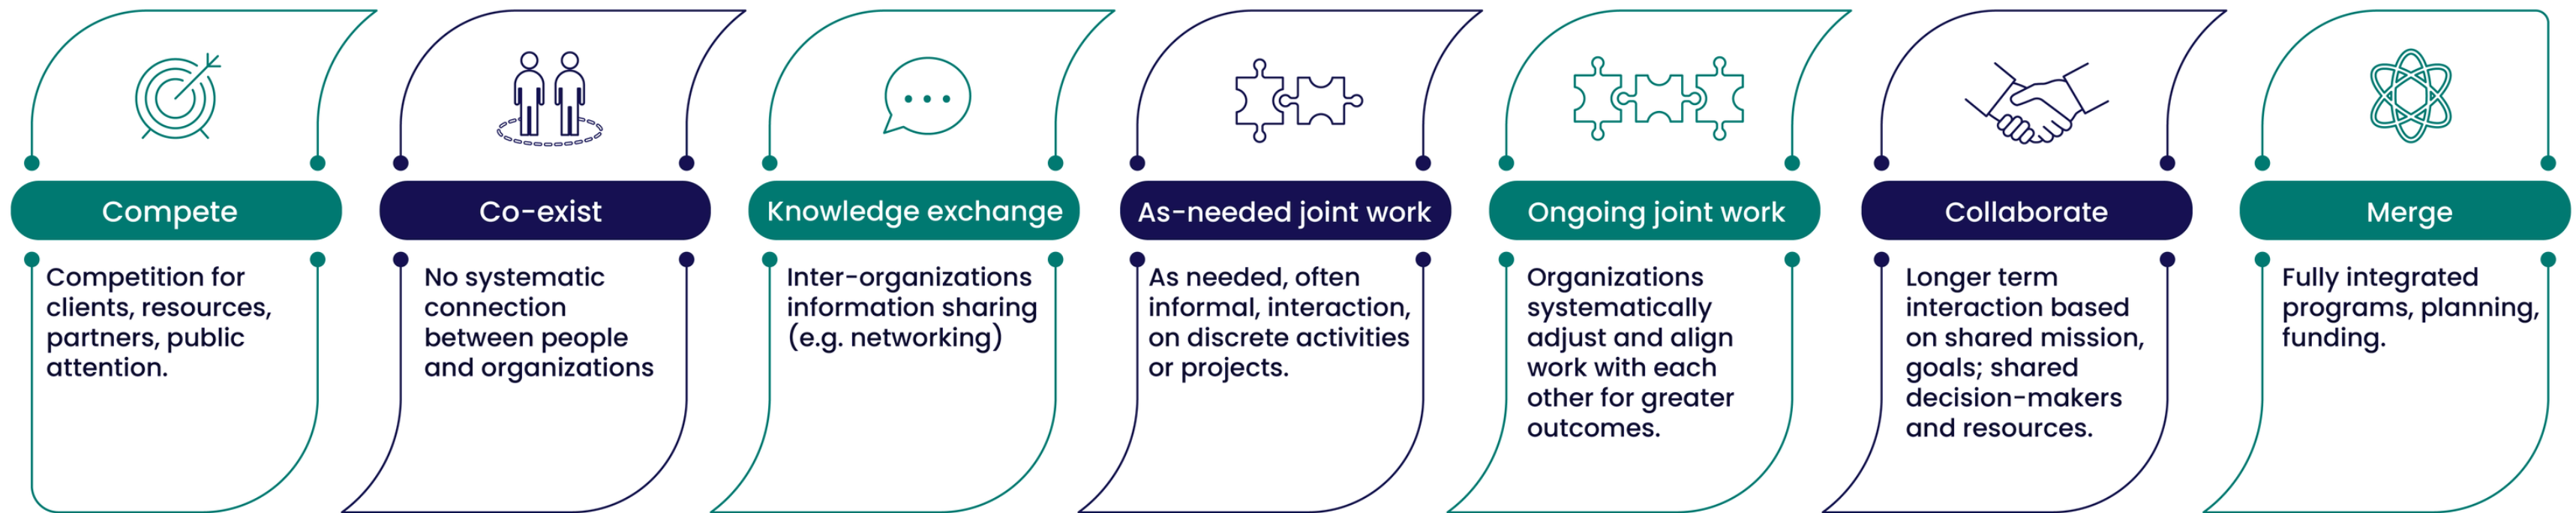 Compete
Competition for
clients, resources,
partners, public
attention.
Co-exist
No systematic
connection
between people
and organizations
Knowledge exchange
Inter-organizations
information sharing
(e.g. networking)
As-needed joint work
As needed, often
informal, interaction,
on discrete activities
or projects.
Ongoing joint work
Organizations
systematically
adjust and align
work with each
other for greater
outcomes.
Collaborate
Longer term
interaction based
on shared mission,
goals; shared
decision-makers
and resources.
Merge
Fully integrated
programs, planning,
funding.